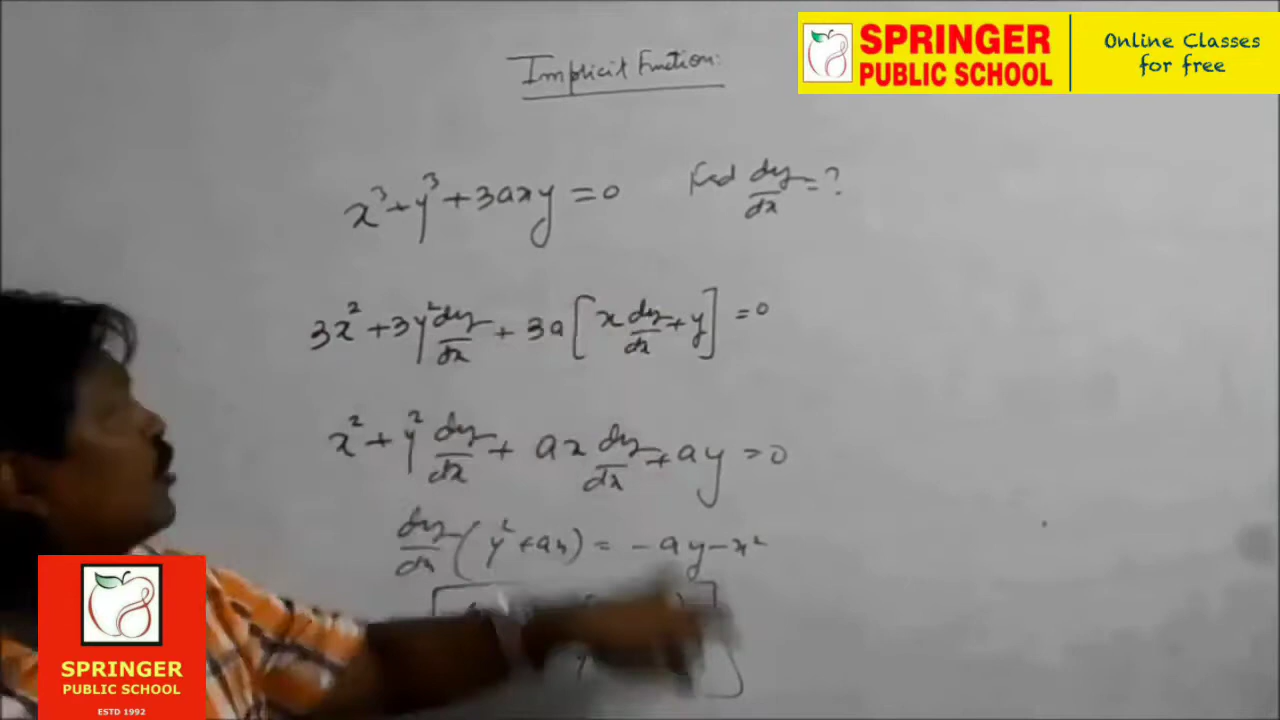 SPRINGER
PUBLIC SCHOOL
Online Classes
for free
Implicit Function:
x³+y³+3axy=0 Find dy/dx=?
3x²+3y²dy/dx+3a[x dy/dx+y]=0
x²+y² dy/dx+ax dy/dx+ay=0
dy/dx(y²+ax)=-ay-x²
SPRINGER
PUBLIC SCHOOL
ESTD 1992